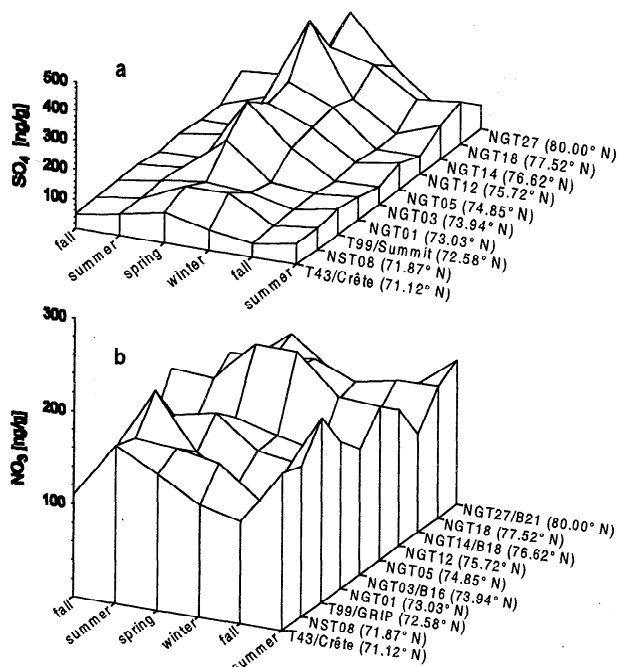 a
SO₄ [ng/g]
500
400
300
200
100
fall
summer
spring
winter
fall
summer
NGT27 (80.00° N)
NGT18 (77.52° N)
NGT14 (76.62° N)
NGT12 (75.72° N)
NGT05 (74.85° N)
NGT03 (73.94° N)
NGT01 (73.03° N)
T99/Summit (72.58° N)
NST08 (71.87° N)
T43/Crête (71.12° N)
b
NO₃ [ng/g]
300
200
100
fall
summer
spring
winter
fall
summer
NGT27/B21 (80.00° N)
NGT18 (77.52° N)
NGT14/B18 (76.62° N)
NGT12 (75.72° N)
NGT05 (74.85° N)
NGT03/B16 (73.94° N)
NGT01 (73.03° N)
T99/GRIP (72.58° N)
NST08 (71.87° N)
T43/Crête (71.12° N)